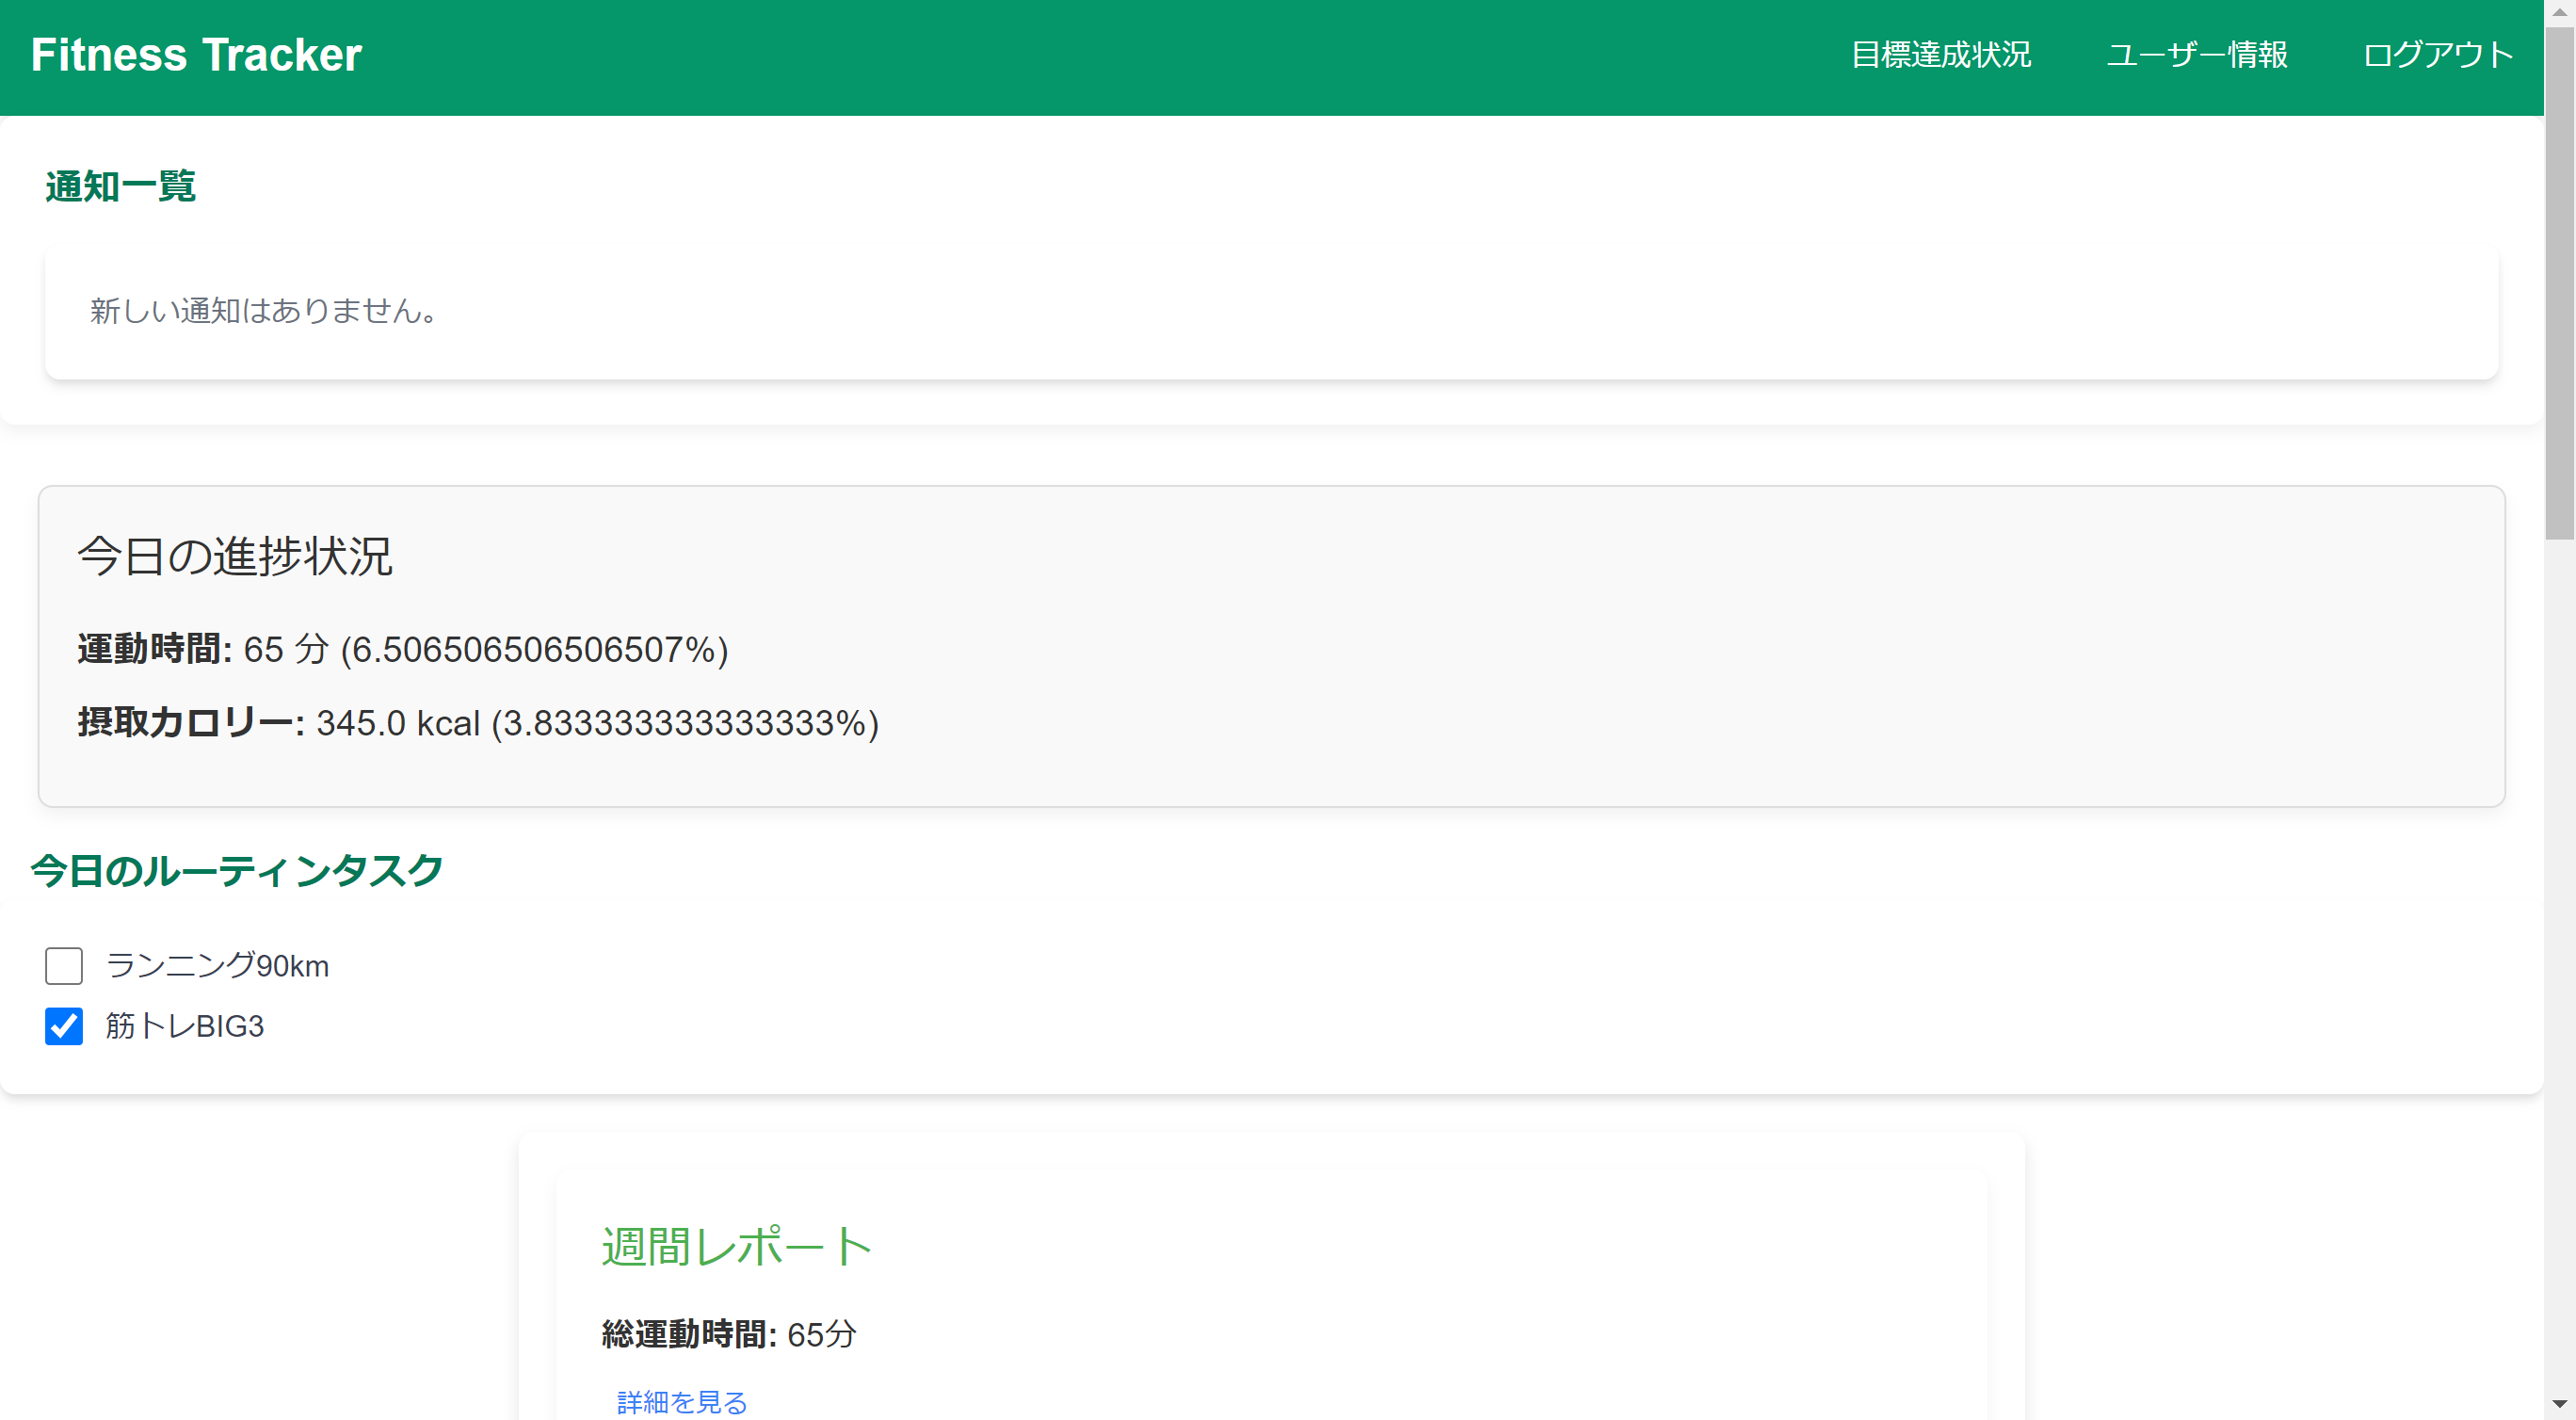 Fitness Tracker
目標達成状況 ユーザー情報 ログアウト
通知一覧
新しい通知はありません。
今日の進捗状況
運動時間: 65 分 (6.506506506506507%)
摂取カロリー: 345.0 kcal (3.833333333333333%)
今日のルーティンタスク
ランニング90km
筋トレBIG3
週間レポート
総運動時間: 65分
詳細を見る